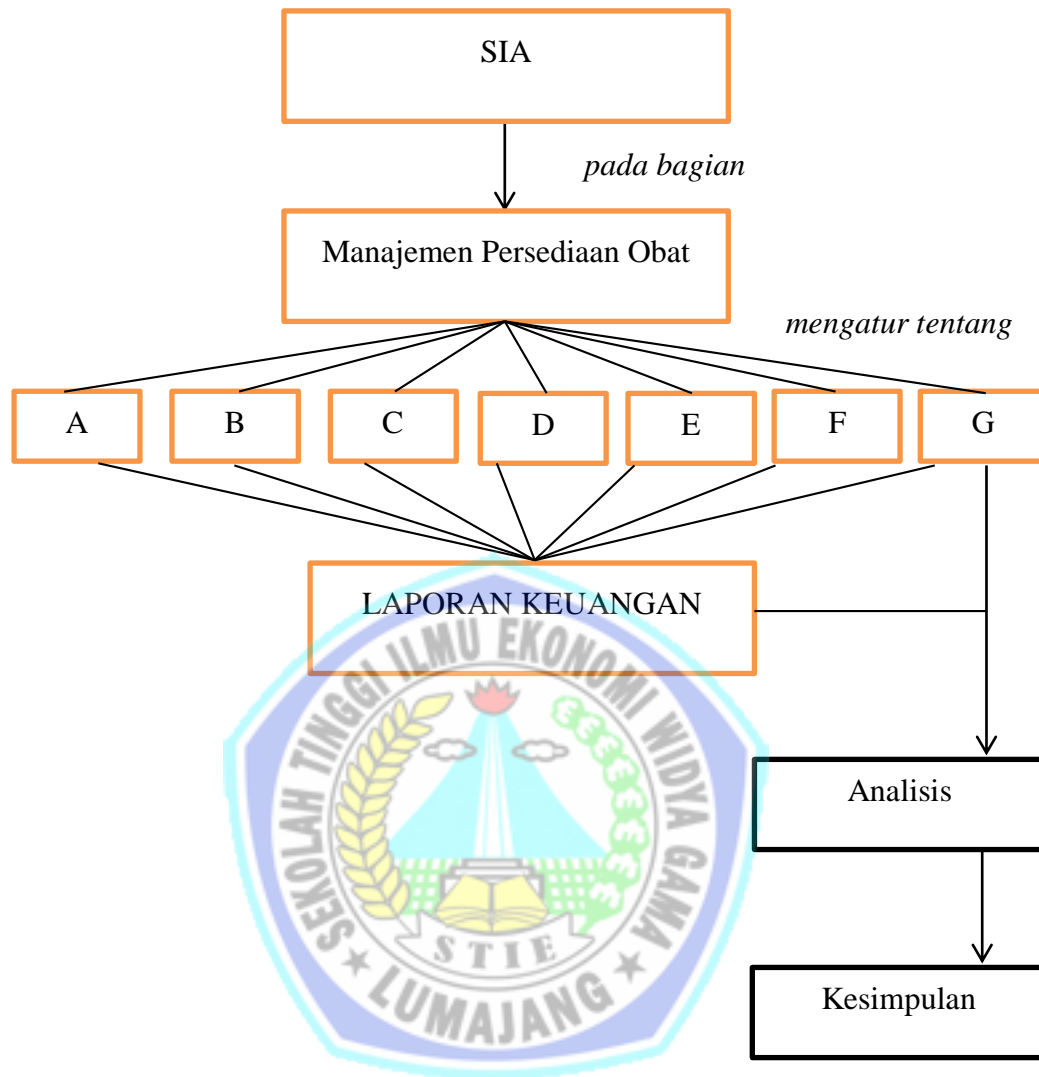 SIA
pada bagian
Manajemen Persediaan Obat
mengatur tentang
A
B
C
D
E
F
G
LAPORAN KEUANGAN
SEKOLAH TINGGI ILMU EKONOMI WIDYA GAMA
STIE
LUMAJANG
Analisis
Kesimpulan